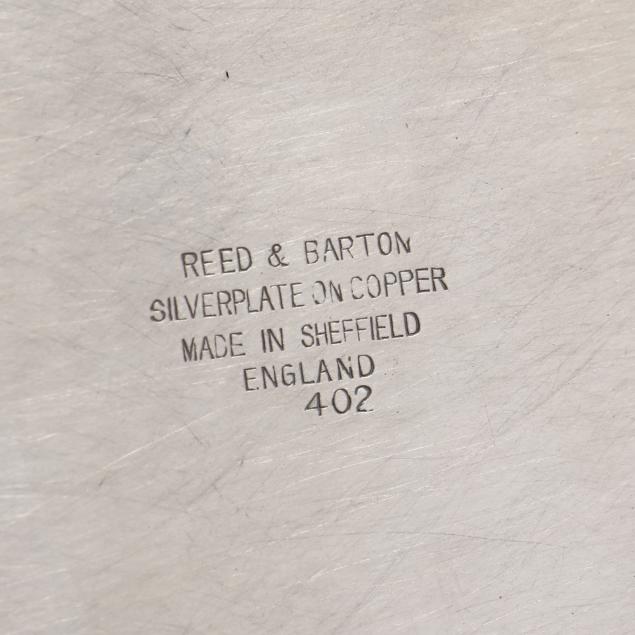 REED & BARTON
SILVERPLATE ON COPPER
MADE IN SHEFFIELD
ENGLAND
402